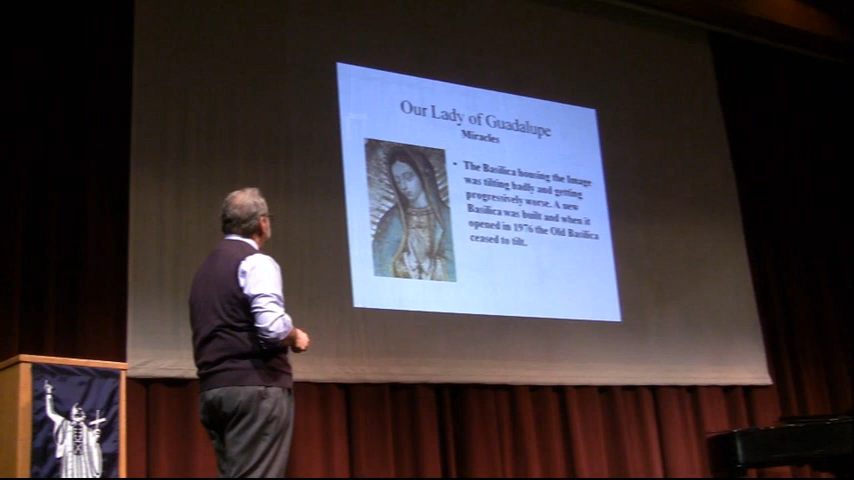 Our Lady of Guadalupe
Miracles
• The Basilica housing the Image
was tilting badly and getting
progressively worse. A new
Basilica was built and when it
opened in 1976 the Old Basilica
ceased to tilt.